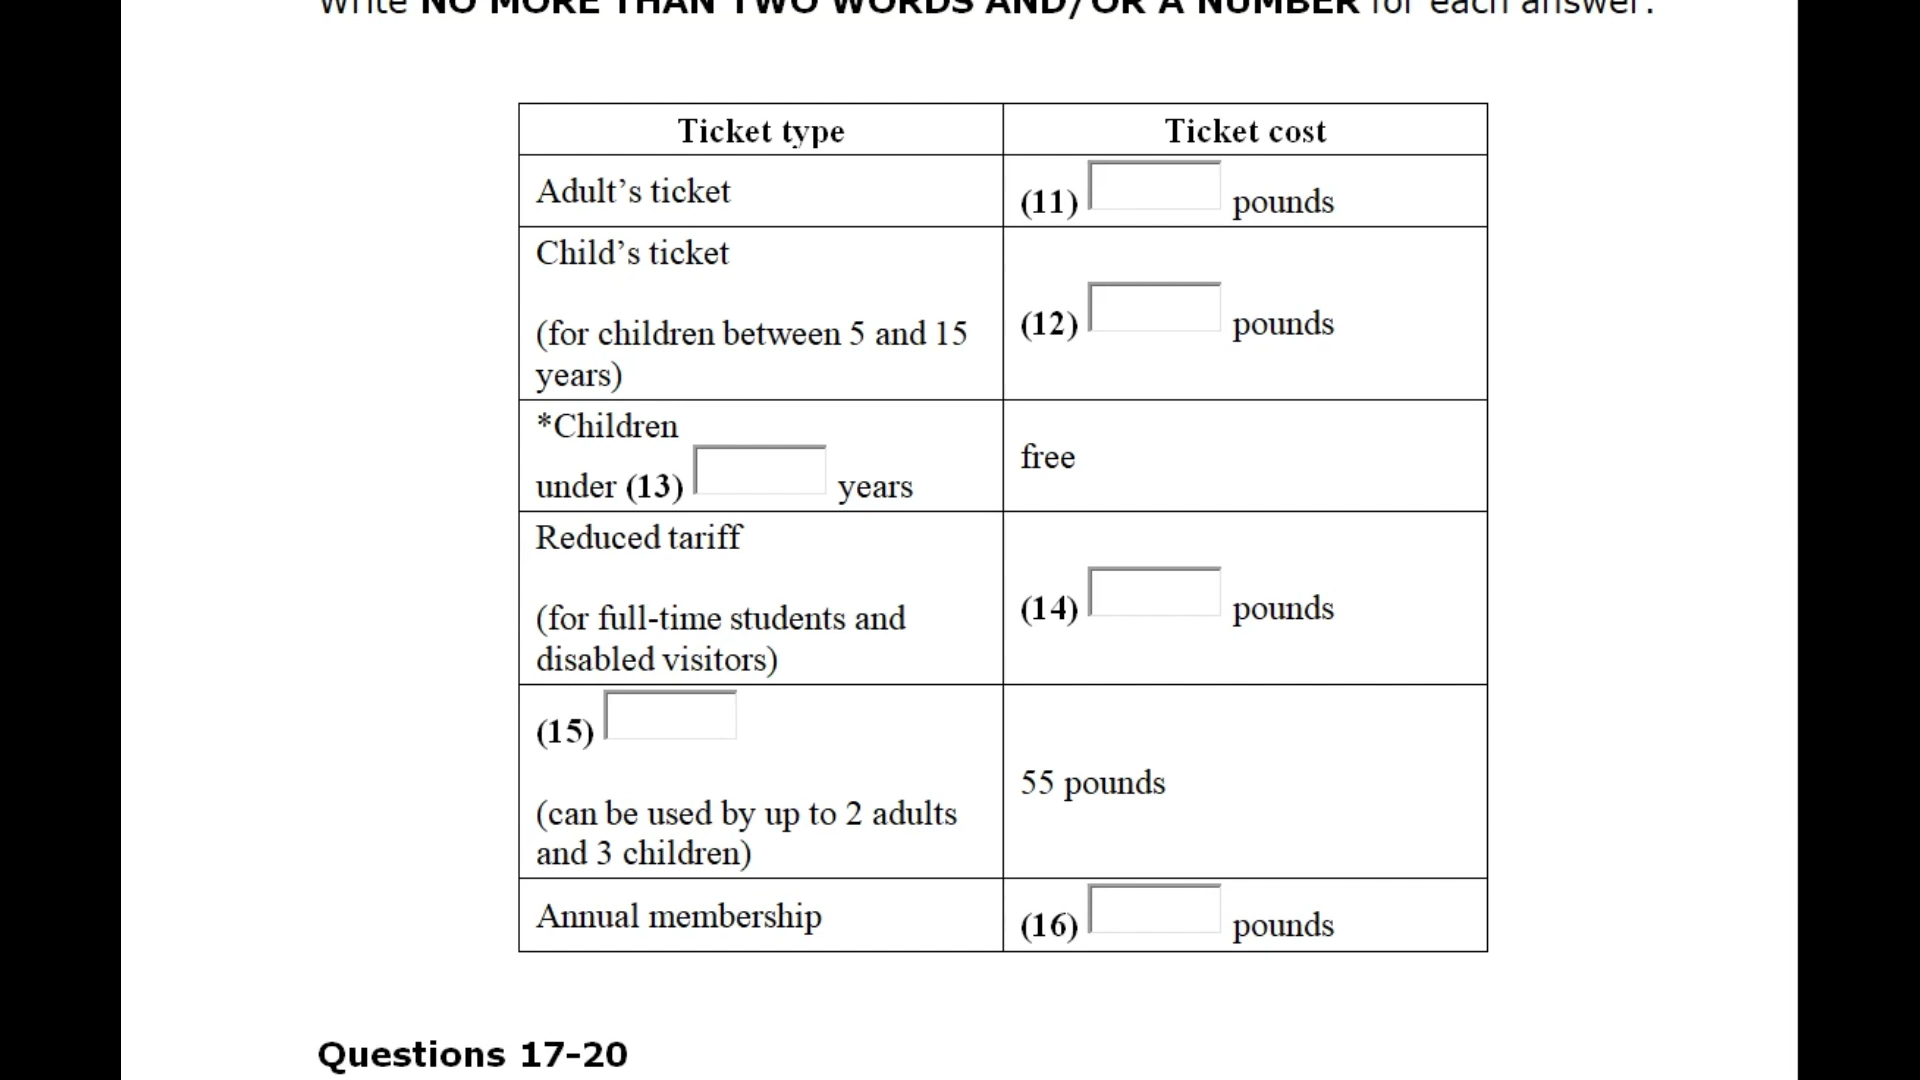 Write NO MORE THAN TWO WORDS AND/OR A NUMBER for each answer.
Ticket type
Ticket cost
Adult’s ticket
(11) pounds
Child’s ticket
(for children between 5 and 15
years)
(12) pounds
*Children
under (13) years
free
Reduced tariff
(for full-time students and
disabled visitors)
(14) pounds
(15)
(can be used by up to 2 adults
and 3 children)
55 pounds
Annual membership
(16) pounds
Questions 17-20